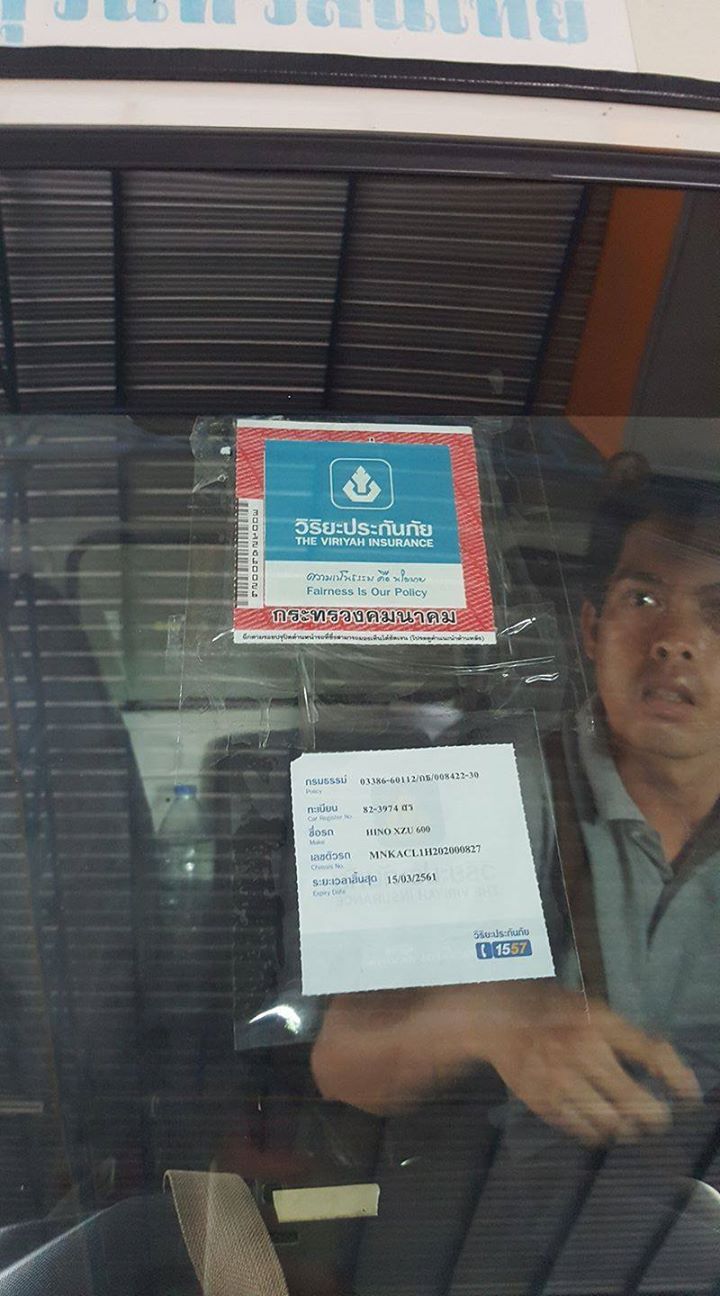 วิริยะประกันภัย
THE VIRIYAH INSURANCE
ความเป็นธรรม คือ นโยบาย
Fairness Is Our Policy
กระทรวงคมนาคม
กรมธรรม์ 03386-60112/กธ/008422-30
Policy
ทะเบียน 82-3974 สร
Car Register No.
ชื่อรถ HINO XZU 600
Make
เลขตัวรถ MNKACL1H202000827
Chassis No.
ระยะเวลาสิ้นสุด 15/03/2561
Expiry Date
วิริยะประกันภัย
1557